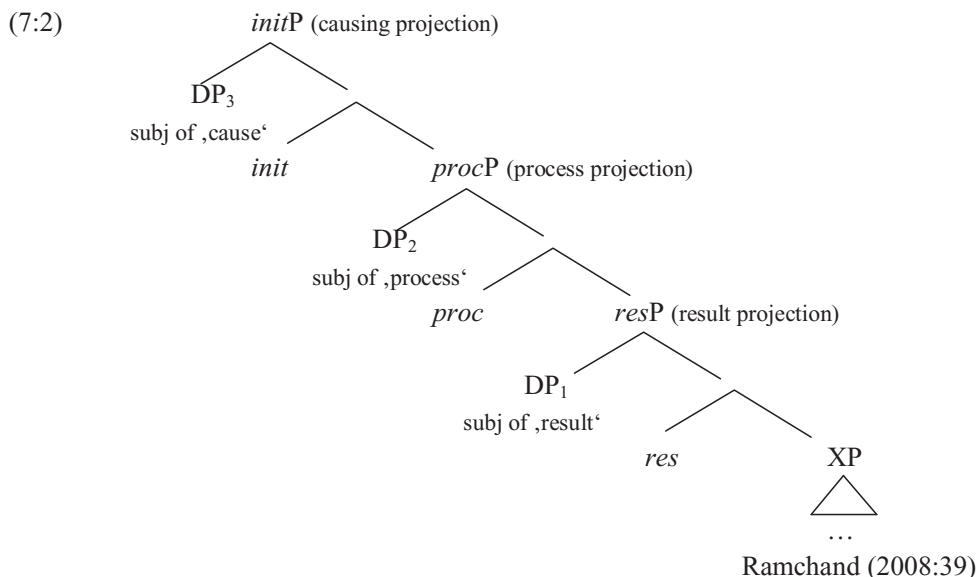 (7:2) initP (causing projection)
DP₃
subj of ‚cause‘
init procP (process projection)
DP₂
subj of ‚process‘
proc resP (result projection)
DP₁
subj of ‚result‘
res XP
…
Ramchand (2008:39)